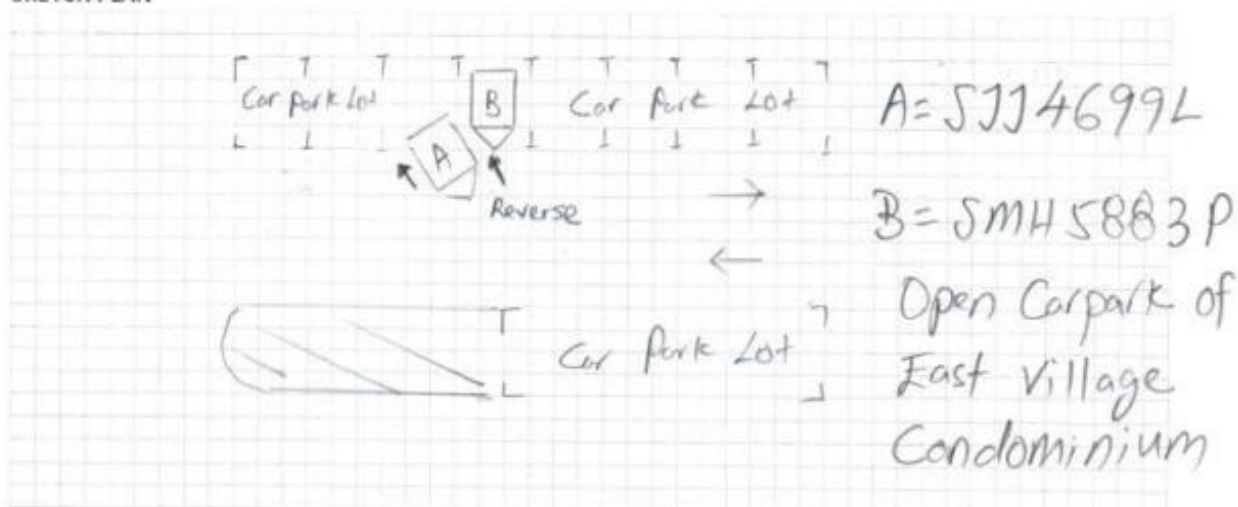 Car Park Lot
B
Car Park Lot
A
Reverse
Car Park Lot
A= SJJ4699L
B= SMH5883P
Open Carpark of
East Village
Condominium